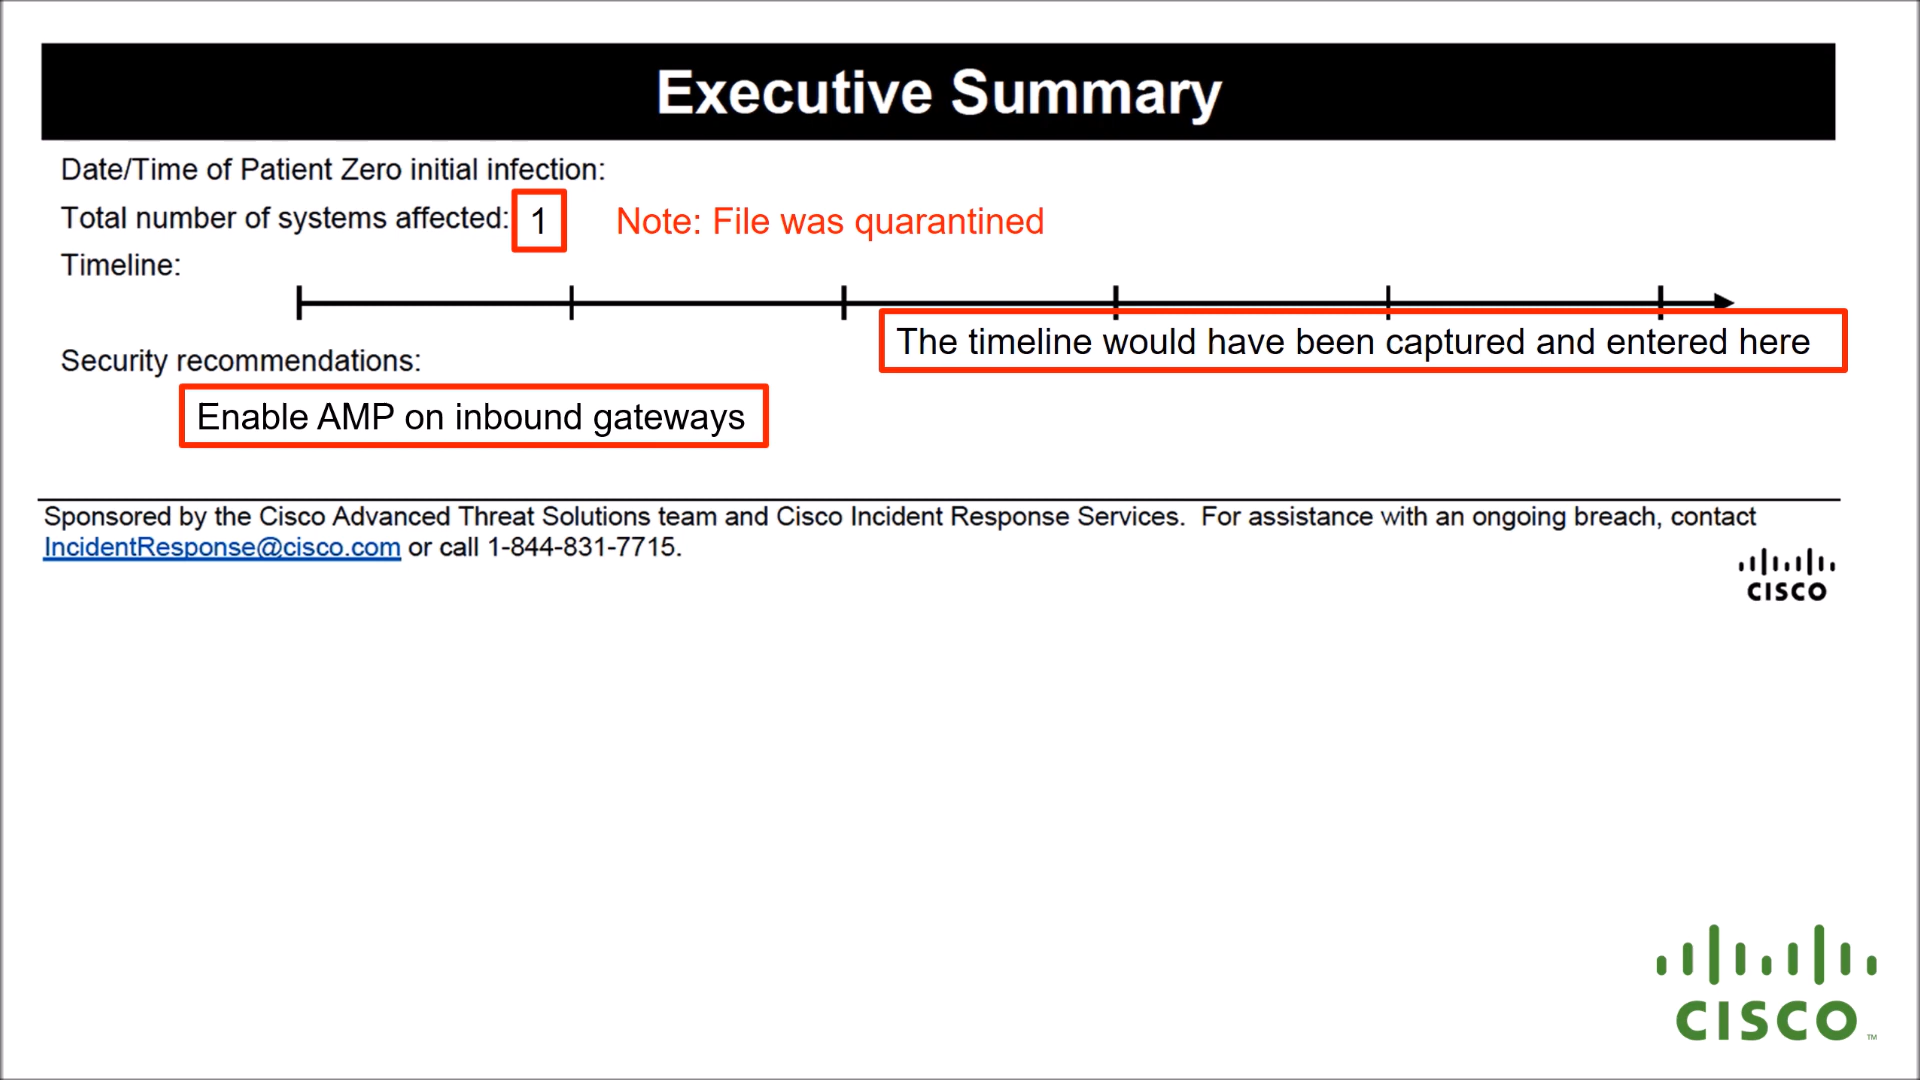 Executive Summary
Date/Time of Patient Zero initial infection:
Total number of systems affected: 1 Note: File was quarantined
Timeline:
The timeline would have been captured and entered here
Security recommendations:
Enable AMP on inbound gateways
Sponsored by the Cisco Advanced Threat Solutions team and Cisco Incident Response Services.  For assistance with an ongoing breach, contact
IncidentResponse@cisco.com or call 1-844-831-7715.
CISCO
CISCO™